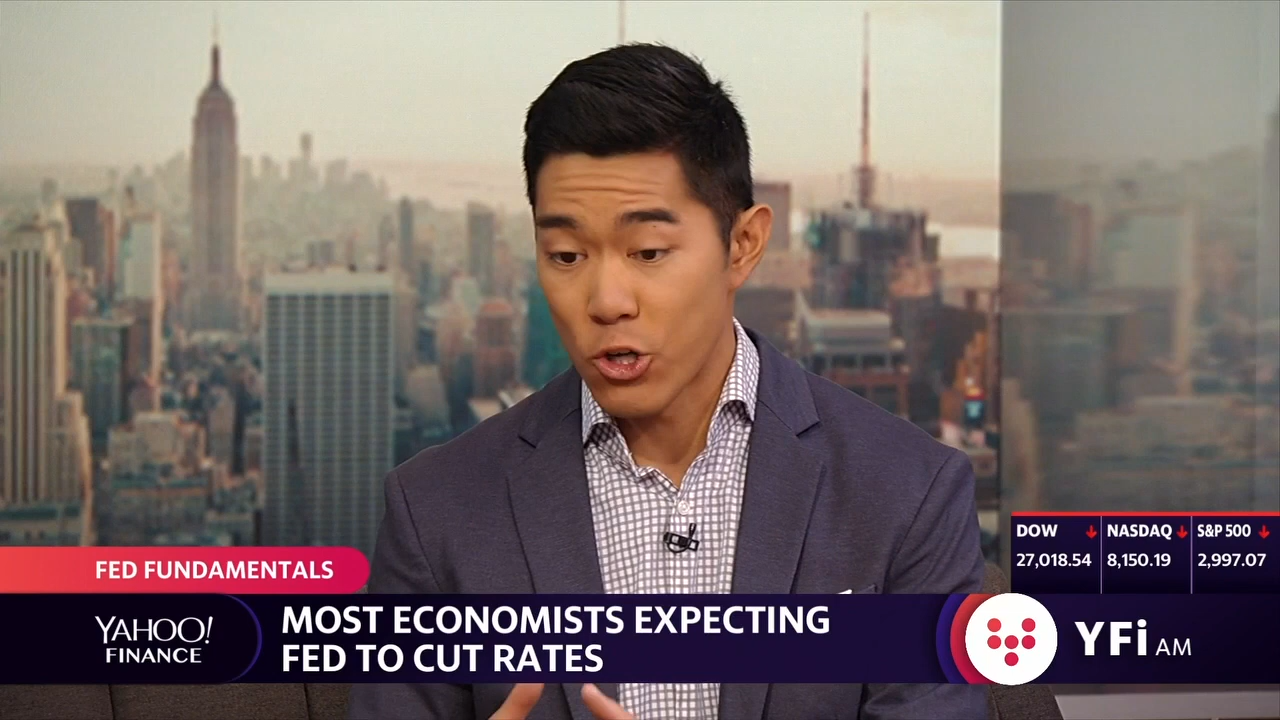 FED FUNDAMENTALS
YAHOO!
FINANCE
MOST ECONOMISTS EXPECTING
FED TO CUT RATES
DOW
27,018.54
NASDAQ
8,150.19
S&P 500
2,997.07
YFi AM